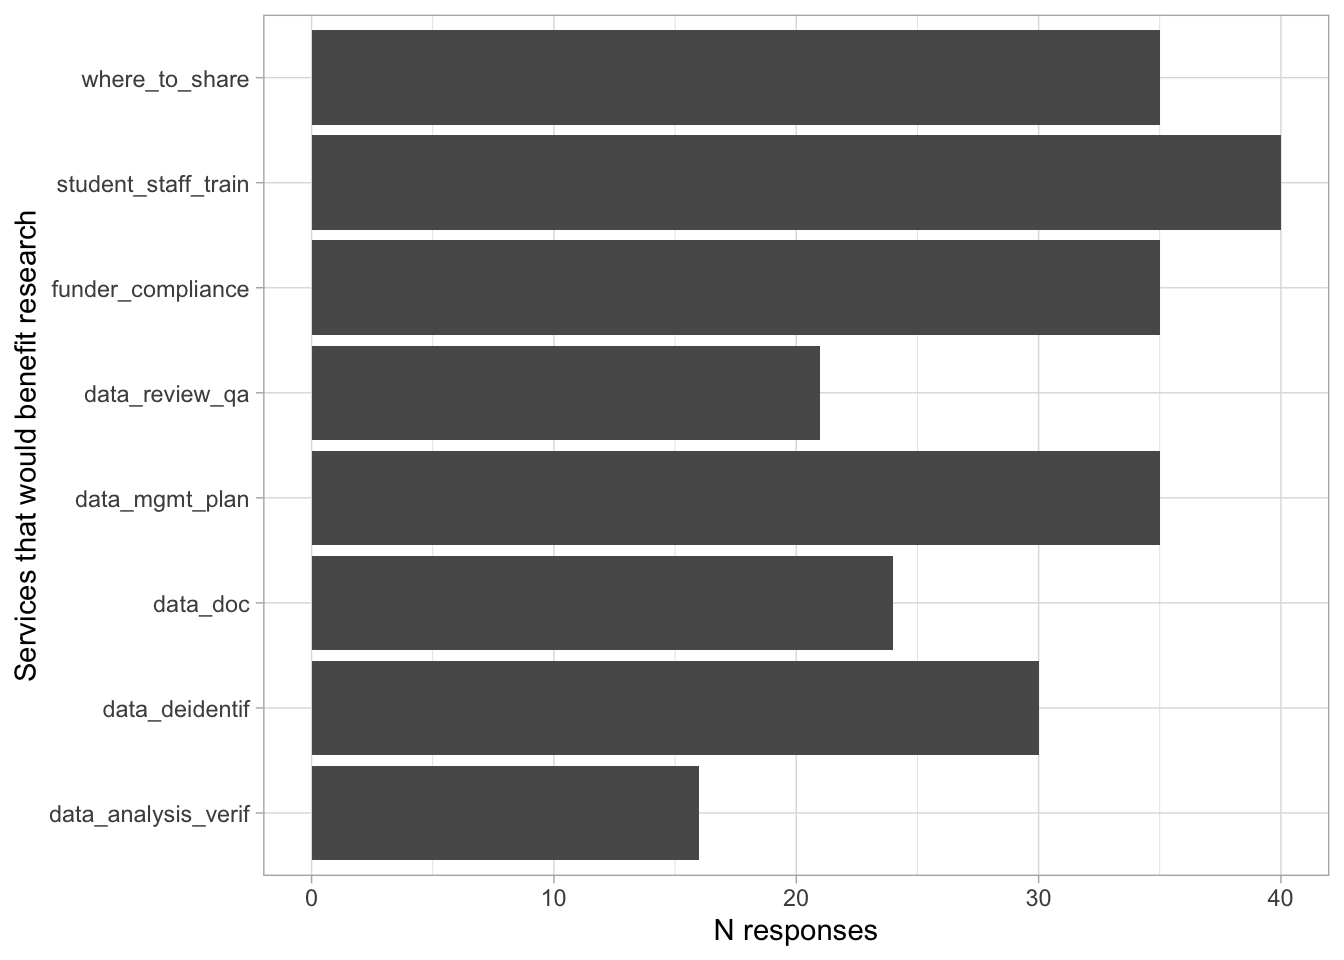 Services that would benefit research
where_to_share
student_staff_train
funder_compliance
data_review_qa
data_mgmt_plan
data_doc
data_deidentif
data_analysis_verif
0 10 20 30 40
N responses